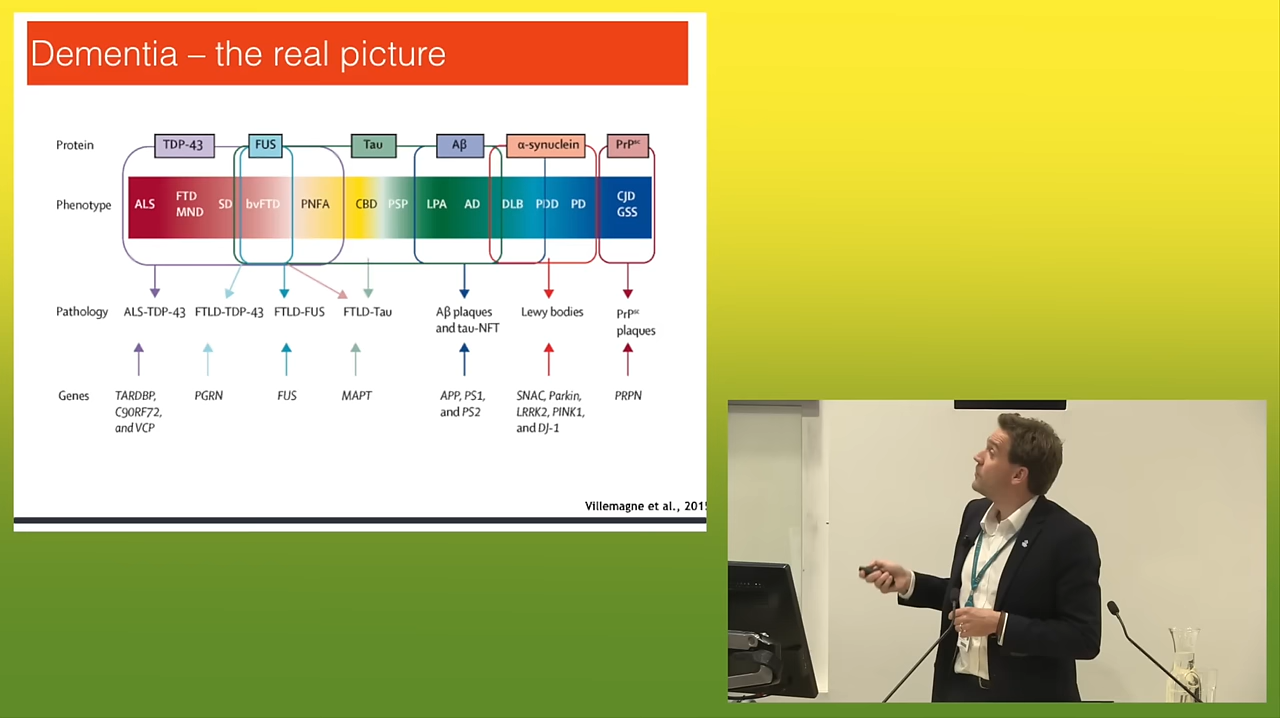 Dementia – the real picture
Protein
TDP-43
FUS
Tau
Aβ
α-synuclein
PrPˢᶜ
Phenotype
ALS
FTD
MND
SD
bvFTD
PNFA
CBD
PSP
LPA
AD
DLB
PDD
PD
CJD
GSS
Pathology
ALS-TDP-43
FTLD-TDP-43
FTLD-FUS
FTLD-Tau
Aβ plaques
and tau-NFT
Lewy bodies
PrPˢᶜ
plaques
Genes
TARDBP,
C9ORF72,
and VCP
PGRN
FUS
MAPT
APP, PS1,
and PS2
SNAC, Parkin,
LRRK2, PINK1,
and DJ-1
PRPN
Villemagne et al., 2015